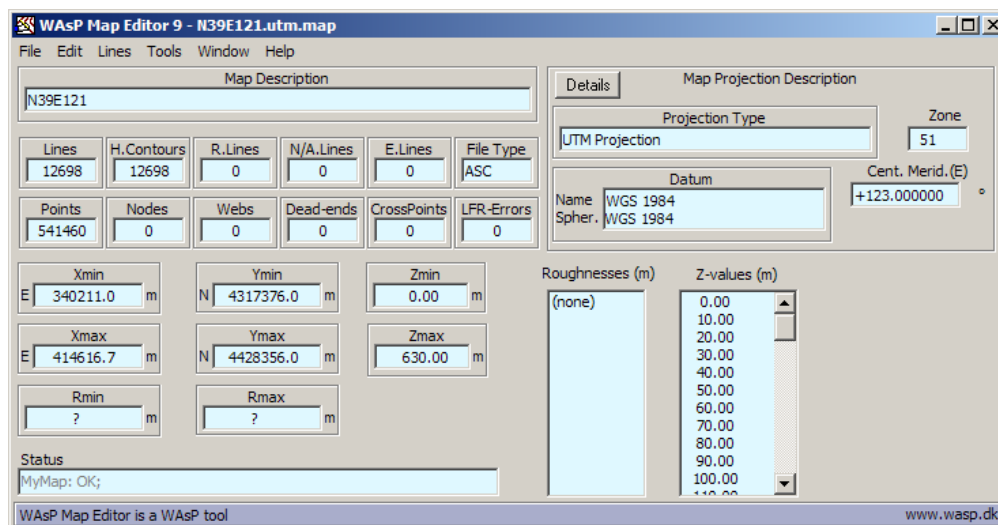 WAsP Map Editor 9 - N39E121.utm.map
File Edit Lines Tools Window Help
Map Description
N39E121
Details
Map Projection Description
Projection Type
UTM Projection
Zone
51
Lines H.Contours R.Lines N/A.Lines E.Lines File Type
12698 12698 0 0 0 ASC
Datum
Name WGS 1984
Spher. WGS 1984
Cent. Merid.(E)
+123.000000 °
Points Nodes Webs Dead-ends CrossPoints LFR-Errors
541460 0 0 0 0 0
Xmin Ymin Zmin
E 340211.0 m N 4317376.0 m 0.00 m
Xmax Ymax Zmax
E 414616.7 m N 4428356.0 m 630.00 m
Rmin Rmax
? m ? m
Roughnesses (m)
(none)
Z-values (m)
0.00
10.00
20.00
30.00
40.00
50.00
60.00
70.00
80.00
90.00
100.00
110.00
Status
MyMap: OK;
WAsP Map Editor is a WAsP tool
www.wasp.dk